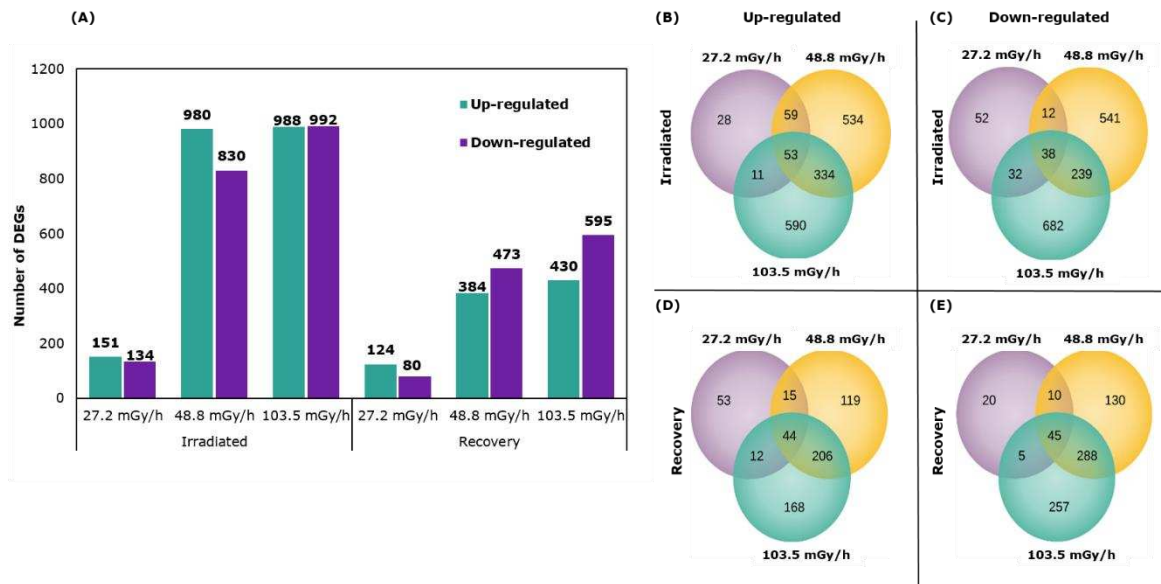 (A)
1200
1000
800
600
400
200
0
Number of DEGs
Up-regulated
Down-regulated
151
134
980
830
988
992
124
80
384
473
430
595
27.2 mGy/h
48.8 mGy/h
103.5 mGy/h
27.2 mGy/h
48.8 mGy/h
103.5 mGy/h
Irradiated
Recovery
(B)
Up-regulated
Irradiated
27.2 mGy/h
48.8 mGy/h
28
59
534
53
11
334
590
103.5 mGy/h
(C)
Down-regulated
Irradiated
27.2 mGy/h
48.8 mGy/h
52
12
541
38
32
239
682
103.5 mGy/h
(D)
Recovery
27.2 mGy/h
48.8 mGy/h
53
15
119
44
12
206
168
103.5 mGy/h
(E)
Recovery
27.2 mGy/h
48.8 mGy/h
20
10
130
45
5
288
257
103.5 mGy/h